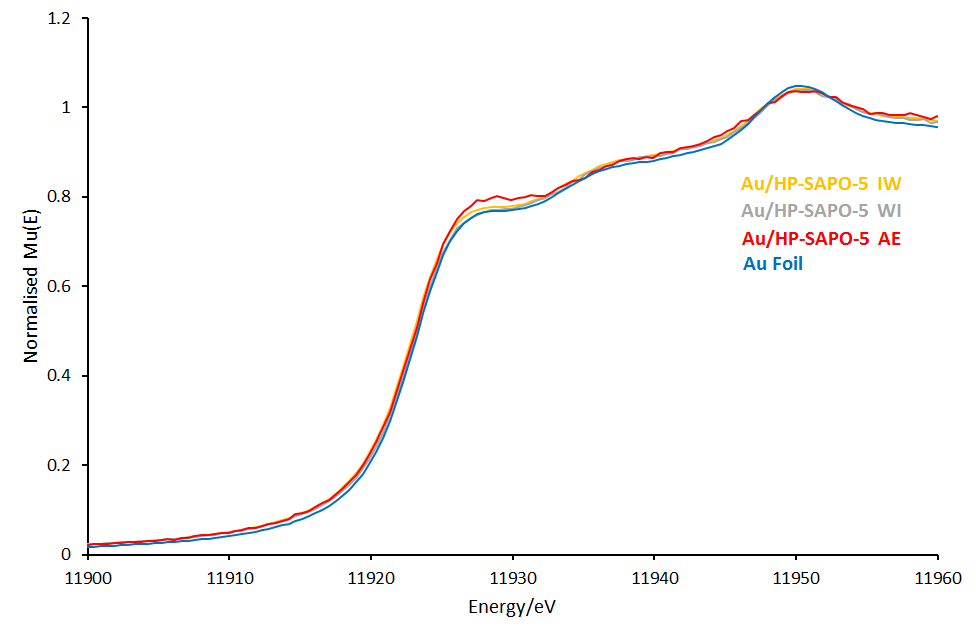 1.2
1
0.8
0.6
0.4
0.2
0
Normalised Mu(E)
Au/HP-SAPO-5 IW
Au/HP-SAPO-5 WI
Au/HP-SAPO-5 AE
Au Foil
11900 11910 11920 11930 11940 11950 11960
Energy/eV